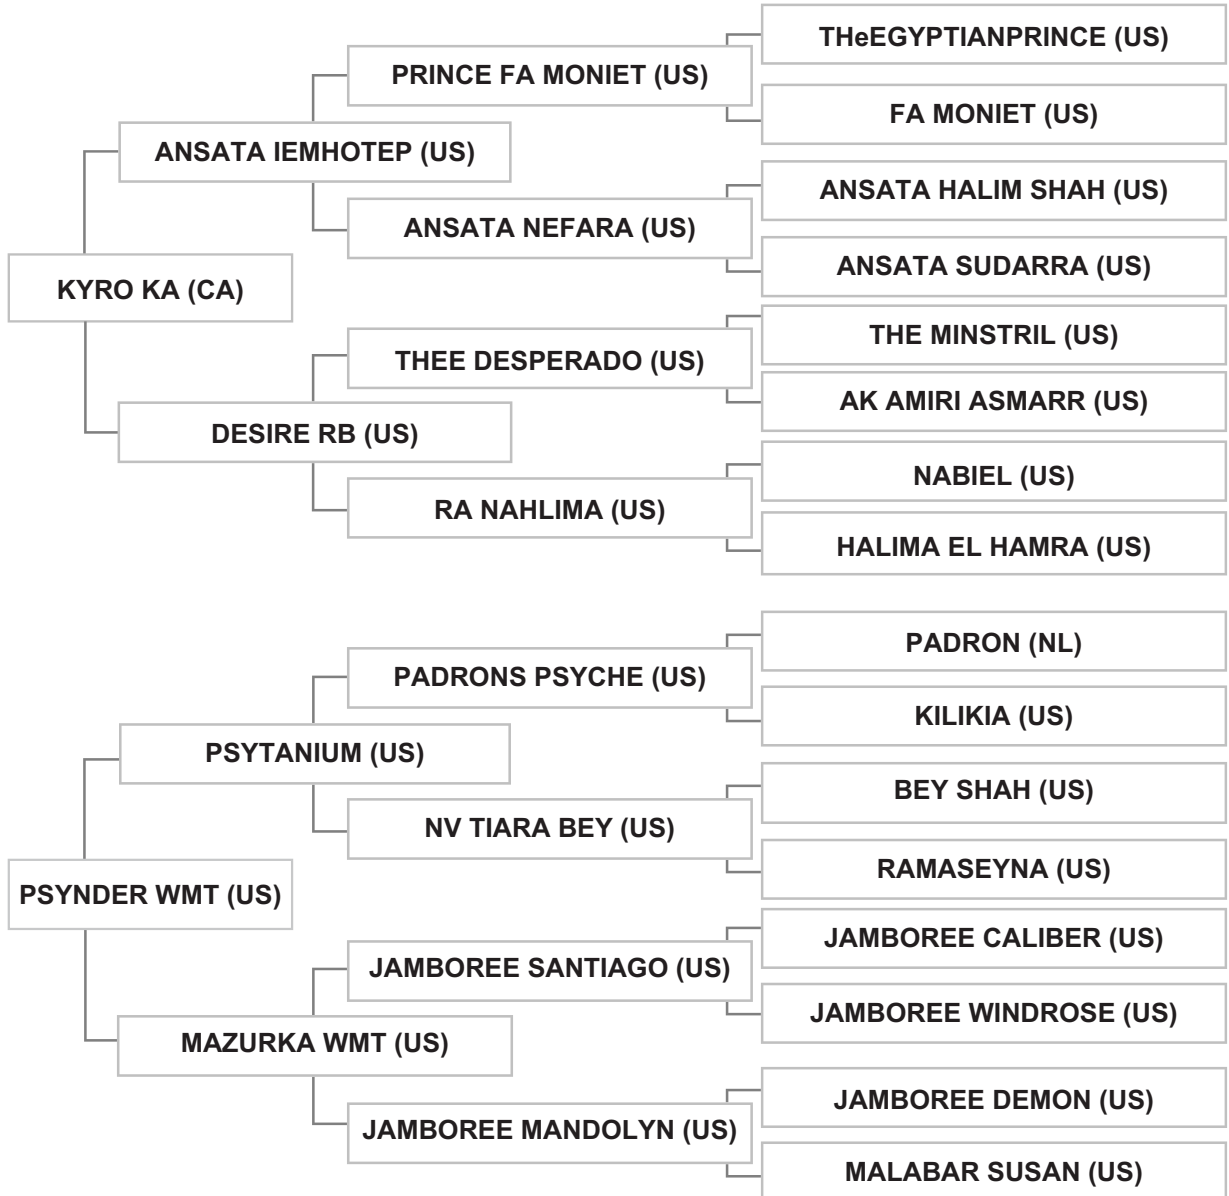 THeEGYPTIANPRINCE (US)
PRINCE FA MONIET (US)
FA MONIET (US)
ANSATA IEMHOTEP (US)
ANSATA HALIM SHAH (US)
ANSATA NEFARA (US)
ANSATA SUDARRA (US)
KYRO KA (CA)
THE MINSTRIL (US)
THEE DESPERADO (US)
AK AMIRI ASMARR (US)
DESIRE RB (US)
NABIEL (US)
RA NAHLIMA (US)
HALIMA EL HAMRA (US)
PADRON (NL)
PADRONS PSYCHE (US)
KILIKIA (US)
PSYTANIUM (US)
BEY SHAH (US)
NV TIARA BEY (US)
RAMASEYNA (US)
PSYNDER WMT (US)
JAMBOREE CALIBER (US)
JAMBOREE SANTIAGO (US)
JAMBOREE WINDROSE (US)
MAZURKA WMT (US)
JAMBOREE DEMON (US)
JAMBOREE MANDOLYN (US)
MALABAR SUSAN (US)